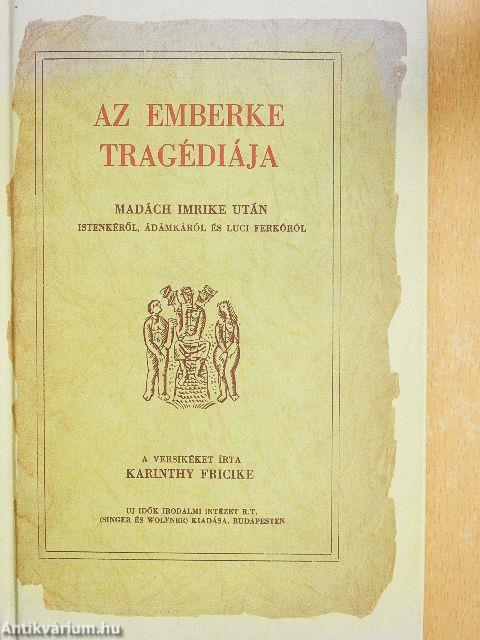 AZ EMBERKE
TRAGÉDIÁJA
MADÁCH IMRIKE UTÁN
ISTENKÉRŐL, ÁDÁMKÁRÓL ÉS LUCI FERKÓRÓL
A VERSIKÉKET ÍRTA
KARINTHY FRICIKE
UJ IDŐK IRODALMI INTÉZET R.T.
(SINGER ÉS WOLFNER) KIADÁSA, BUDAPESTEN
Antikvárium.hu